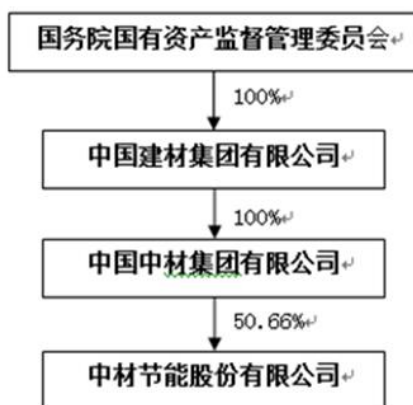 国务院国有资产监督管理委员会
100%
中国建材集团有限公司
100%
中国中材集团有限公司
50.66%
中材节能股份有限公司